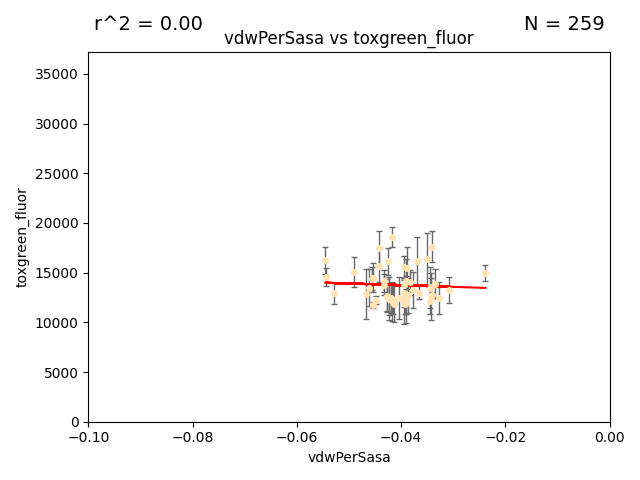 r^2 = 0.00
N = 259
vdwPerSasa vs toxgreen_fluor
35000
30000
25000
20000
15000
10000
5000
0
toxgreen_fluor
−0.10
−0.08
−0.06
−0.04
−0.02
0.00
vdwPerSasa